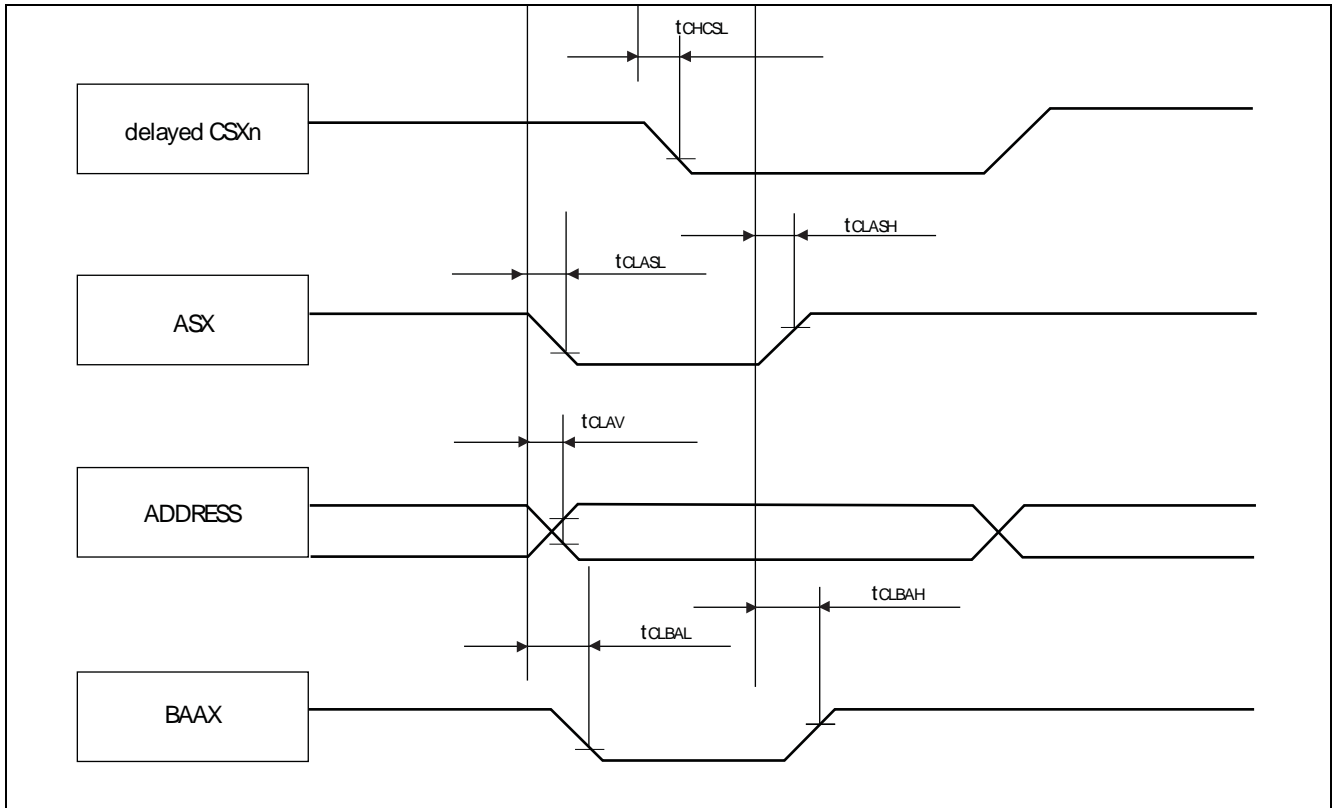 tCHCSL
delayed CSXn
tCLASH
tCLASL
ASX
tCLAV
ADDRESS
tCLBAH
tCLBAL
BAAX